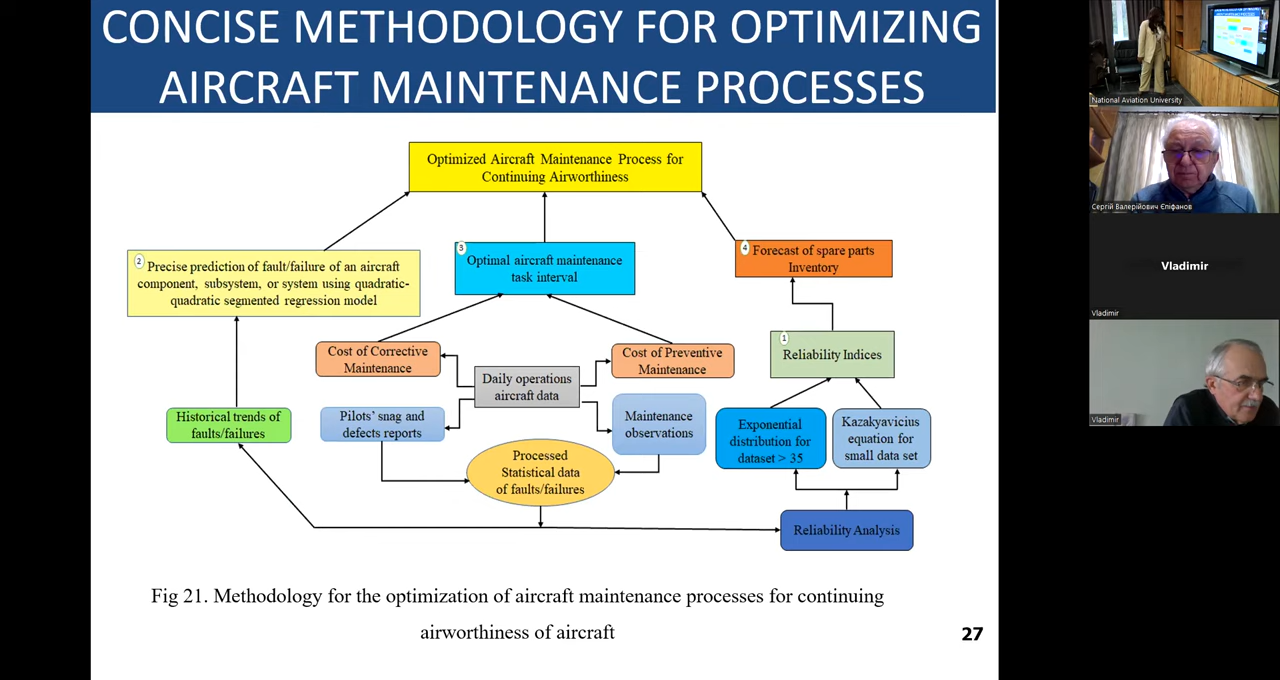 CONCISE METHODOLOGY FOR OPTIMIZING
AIRCRAFT MAINTENANCE PROCESSES
Optimized Aircraft Maintenance Process for
Continuing Airworthiness
2
Precise prediction of fault/failure of an aircraft
component, subsystem, or system using quadratic-
quadratic segmented regression model
3
Optimal aircraft maintenance
task interval
4
Forecast of spare parts
Inventory
Cost of Corrective
Maintenance
Daily operations
aircraft data
Cost of Preventive
Maintenance
1
Reliability Indices
Historical trends of
faults/failures
Pilots' snag and
defects reports
Maintenance
observations
Exponential
distribution for
dataset > 35
Kazakyavicius
equation for
small data set
Processed
Statistical data
of faults/failures
Reliability Analysis
Fig 21. Methodology for the optimization of aircraft maintenance processes for continuing
airworthiness of aircraft
27
National Aviation University
Сергій Валерійович Єпіфанов
Vladimir
Vladimir
Vladimir